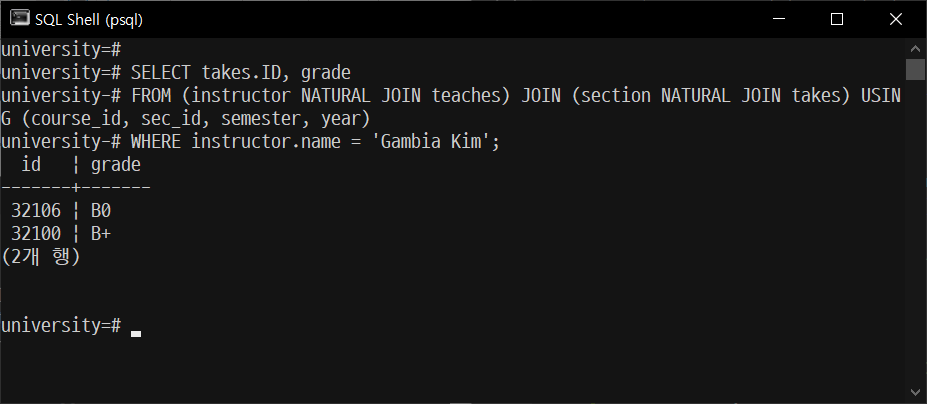 SQL Shell (psql)
university=#
university=# SELECT takes.ID, grade
university-# FROM (instructor NATURAL JOIN teaches) JOIN (section NATURAL JOIN takes) USIN
G (course_id, sec_id, semester, year)
university-# WHERE instructor.name = 'Gambia Kim';
  id   ¦ grade
-------+-------
 32106 ¦ B0
 32100 ¦ B+
(2개 행)
university=#